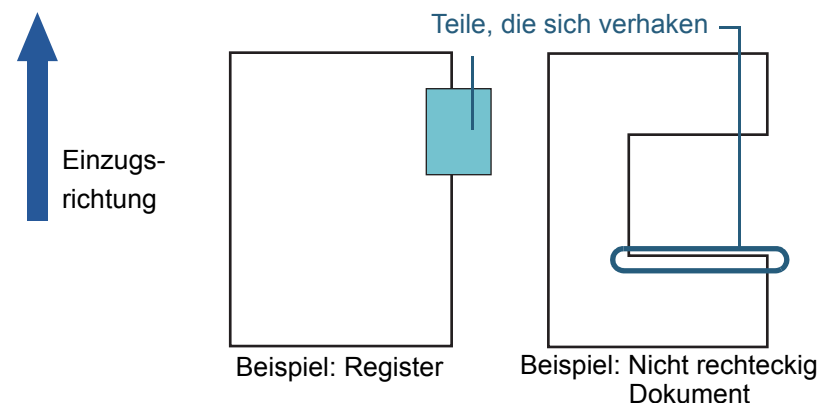 Teile, die sich verhaken
Einzugs-
richtung
Beispiel: Register
Beispiel: Nicht rechteckig
Dokument